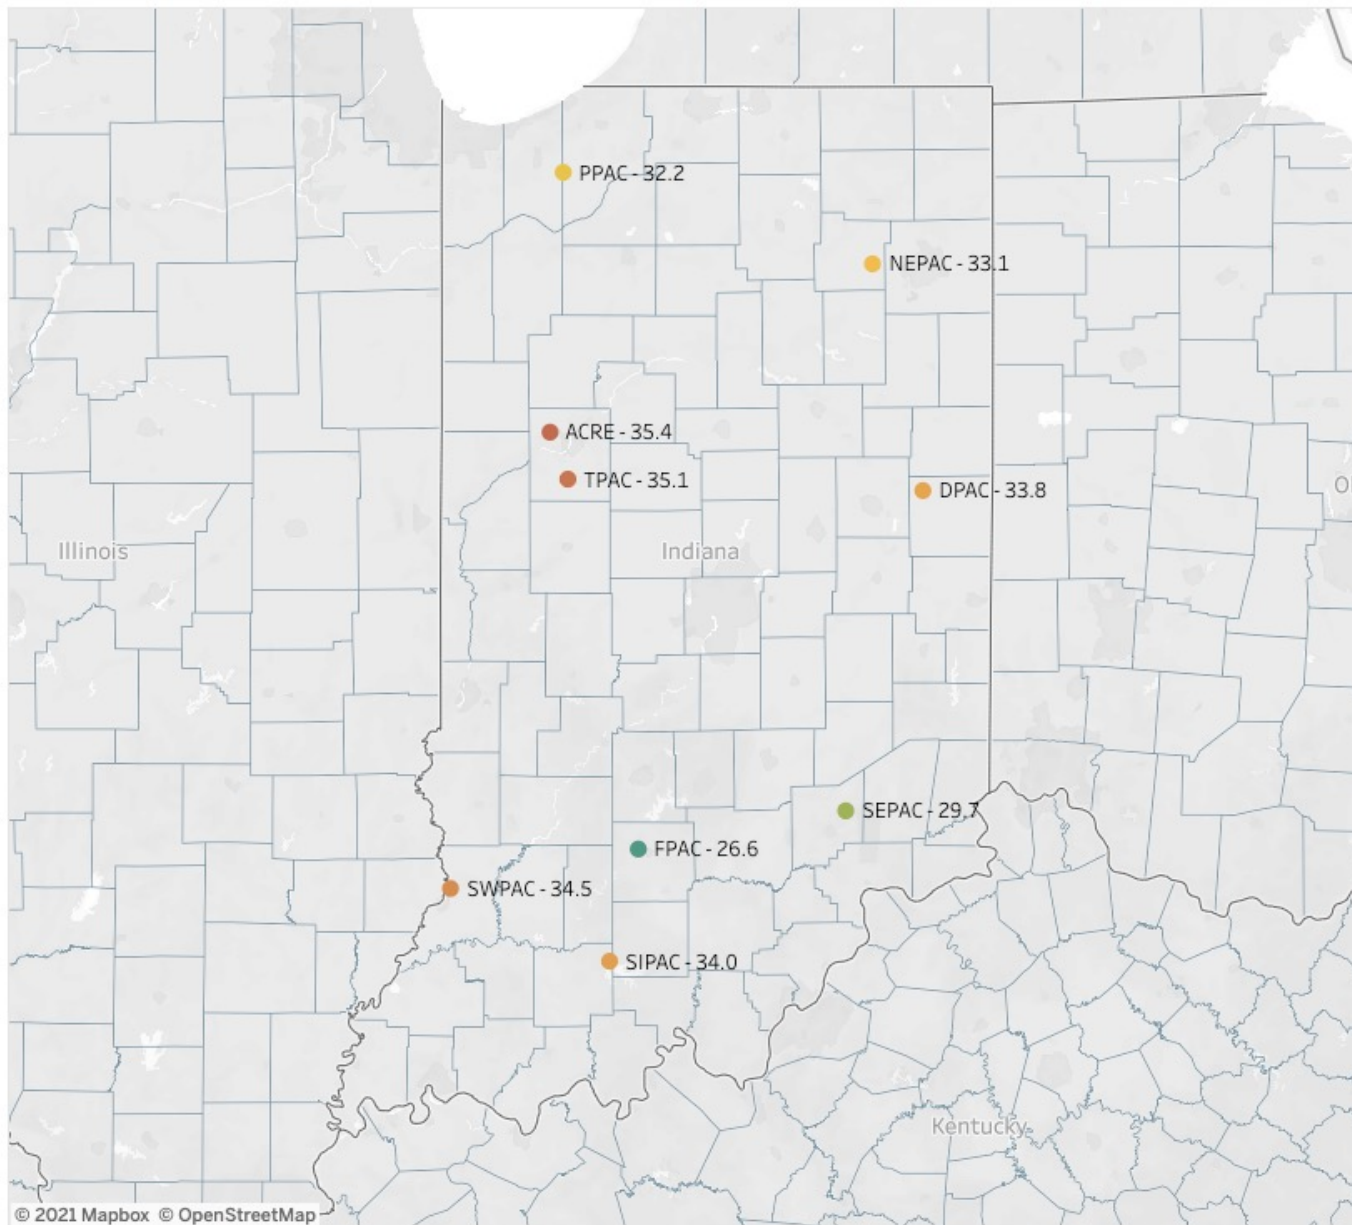 PPAC - 32.2
NEPAC - 33.1
ACRE - 35.4
TPAC - 35.1
DPAC - 33.8
Illinois
Indiana
SEPAC - 29.7
FPAC - 26.6
SWPAC - 34.5
SIPAC - 34.0
Kentucky
© 2021 Mapbox © OpenStreetMap